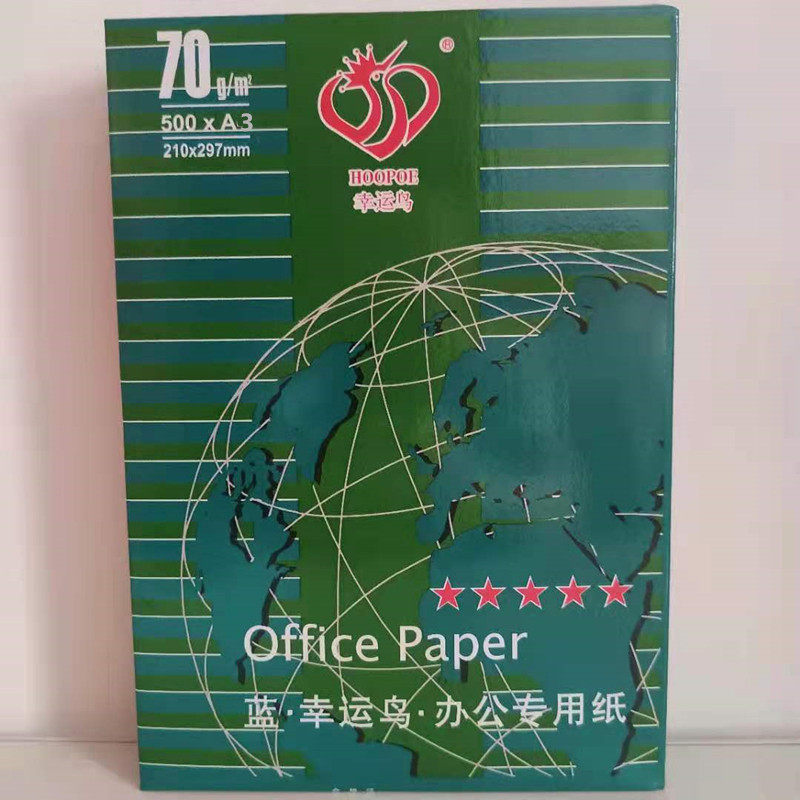 70g/m²
500 x A3
210x297mm
®
HOOPOE
幸运鸟
Office Paper
蓝·幸运鸟·办公专用纸